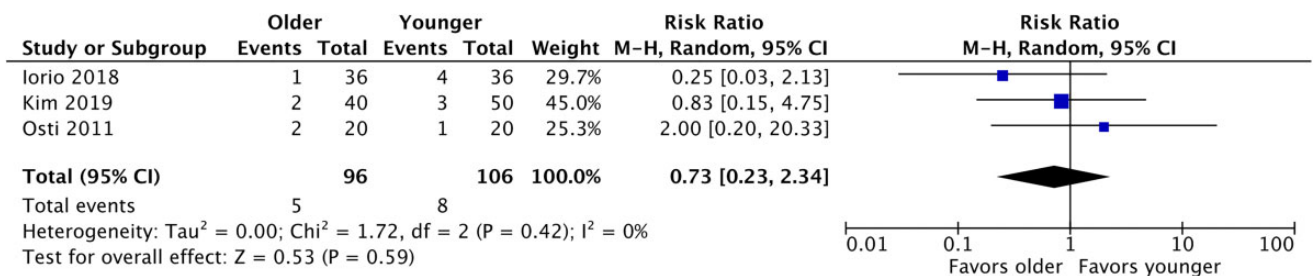 Older Younger Risk Ratio Risk Ratio
Study or Subgroup Events Total Events Total Weight M-H, Random, 95% CI M-H, Random, 95% CI
Iorio 2018 1 36 4 36 29.7% 0.25 [0.03, 2.13]
Kim 2019 2 40 3 50 45.0% 0.83 [0.15, 4.75]
Osti 2011 2 20 1 20 25.3% 2.00 [0.20, 20.33]
Total (95% CI) 96 106 100.0% 0.73 [0.23, 2.34]
Total events 5 8
Heterogeneity: Tau² = 0.00; Chi² = 1.72, df = 2 (P = 0.42); I² = 0%
Test for overall effect: Z = 0.53 (P = 0.59)
0.01 0.1 1 10 100
Favors older Favors younger